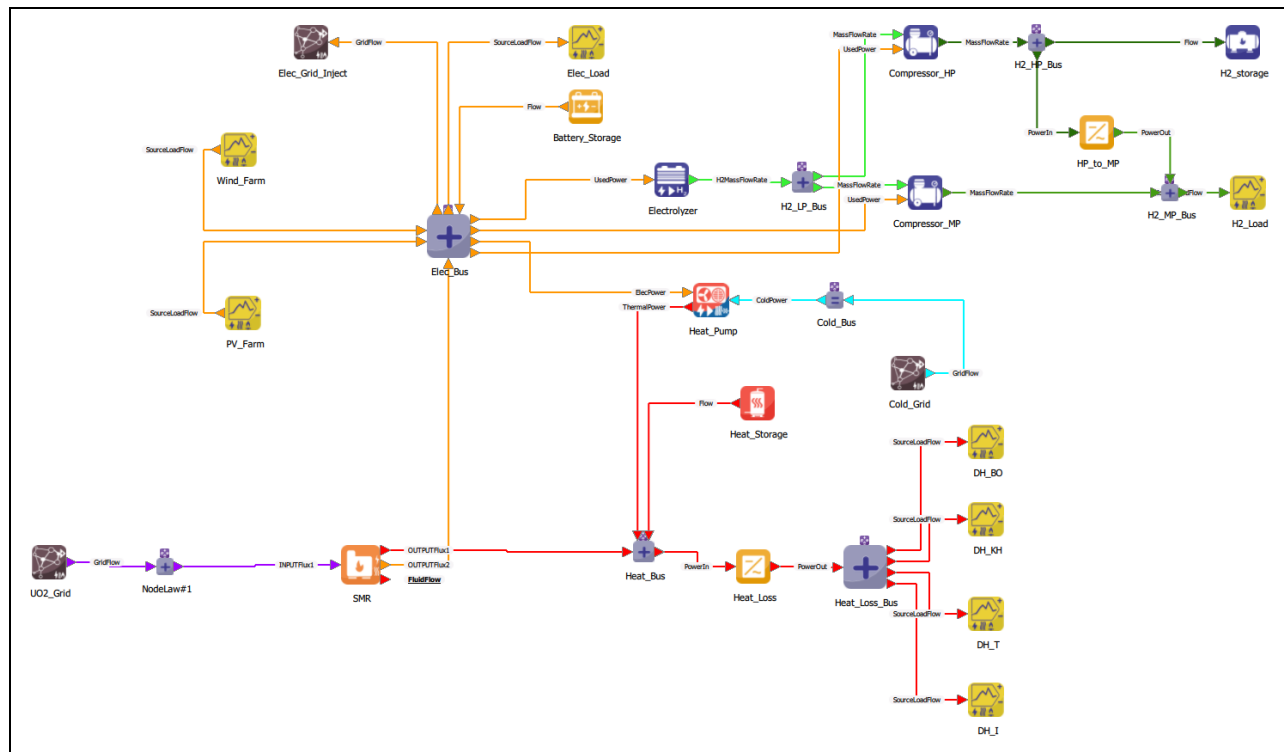 GridFlow
Elec_Grid_Inject
SourceLoadFlow
Elec_Load
Flow
Battery_Storage
SourceLoadFlow
Wind_Farm
SourceLoadFlow
PV_Farm
Elec_Bus
UsedPower
Electrolyzer
H2MassFlowRate
H2_LP_Bus
MassFlowRate
UsedPower
Compressor_HP
MassFlowRate
H2_HP_Bus
Flow
H2_storage
PowerIn
HP_to_MP
PowerOut
MassFlowRate
UsedPower
Compressor_MP
MassFlowRate
H2_MP_Bus
H2_Load
ElecPower
ThermalPower
Heat_Pump
ColdPower
Cold_Bus
GridFlow
Cold_Grid
Flow
Heat_Storage
GridFlow
UO2_Grid
NodeLaw#1
INPUTFlux1
SMR
OUTPUTFlux1
OUTPUTFlux2
FluidFlow
Heat_Bus
PowerIn
Heat_Loss
PowerOut
Heat_Loss_Bus
SourceLoadFlow
DH_BO
SourceLoadFlow
DH_KH
SourceLoadFlow
DH_T
SourceLoadFlow
DH_I